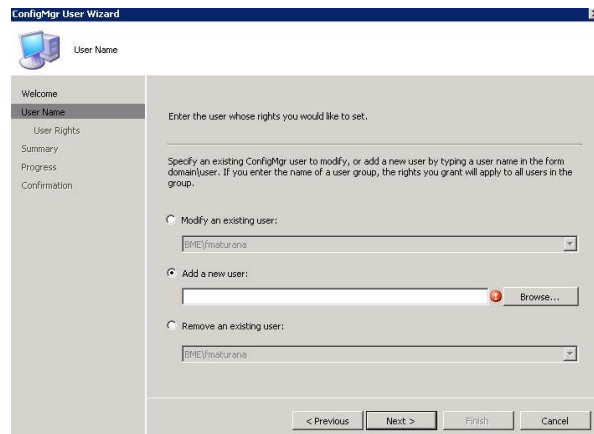 ConfigMgr User Wizard
User Name
Welcome
User Name
User Rights
Summary
Progress
Confirmation
Enter the user whose rights you would like to set.
Specify an existing ConfigMgr user to modify, or add a new user by typing a user name in the form
domain\user. If you enter the name of a user group, the rights you grant will apply to all users in the
group.
Modify an existing user:
BME\fmaturana
Add a new user:
Browse...
Remove an existing user:
BME\fmaturana
< Previous
Next >
Finish
Cancel